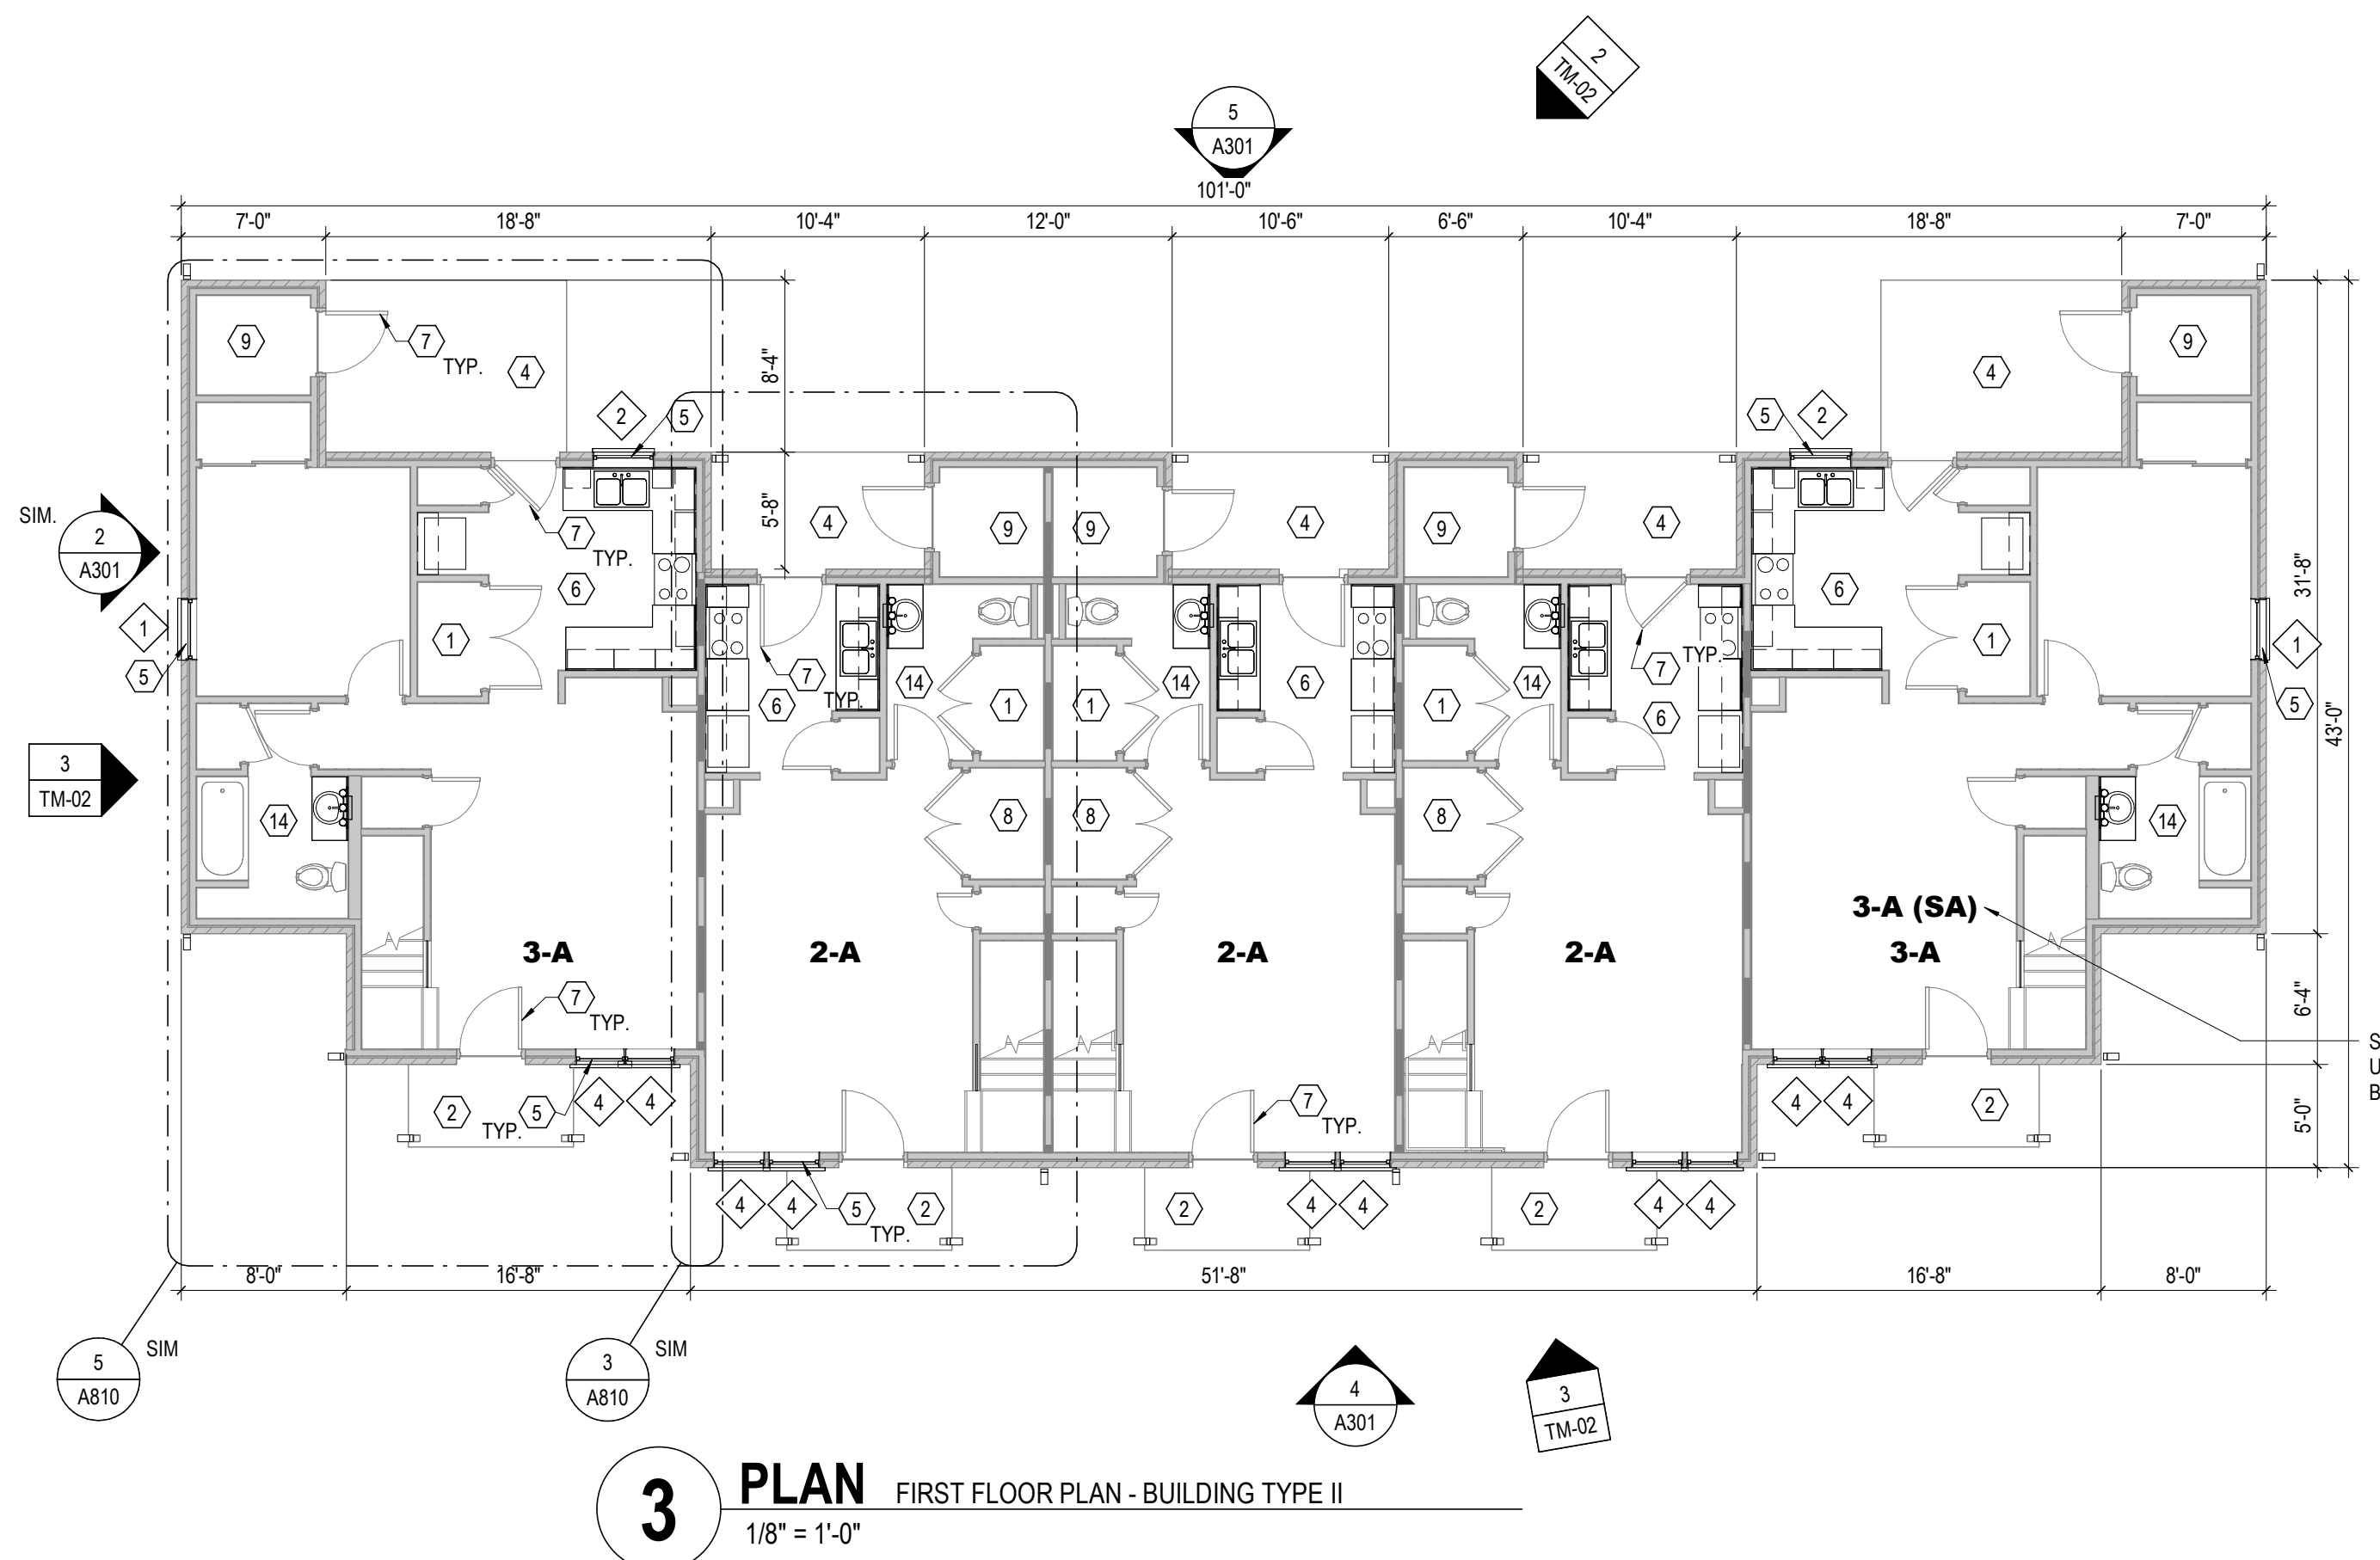 2
TM-02
5
A301
101'-0"
7'-0" 18'-8" 10'-4" 12'-0" 10'-6" 6'-6" 10'-4" 18'-8" 7'-0"
9 7 TYP. 4 8'-4" 4 9
2 5 5 2
SIM.
2
A301
7 TYP. 5'-8" 4 9 9 4 9 4
6 6 31'-8"
1 1 1 1
5 7 TYP. 6 14 1 1 14 6 1 14 7 TYP. 6 5 43'-0"
3
TM-02
14 8 8 8 14
3-A (SA)
3-A 2-A 2-A 2-A 3-A
7 TYP. 6'-4"
S
U
B
2 TYP. 5 4 4 7 TYP. 4 4 2 5'-0"
4 4 5 TYP. 2 2 4 4 2 4 4
8'-0" 16'-8" 51'-8" 16'-8" 8'-0"
5
A810
SIM
3
A810
SIM
4
A301
3
TM-02
3 PLAN FIRST FLOOR PLAN - BUILDING TYPE II
1/8" = 1'-0"